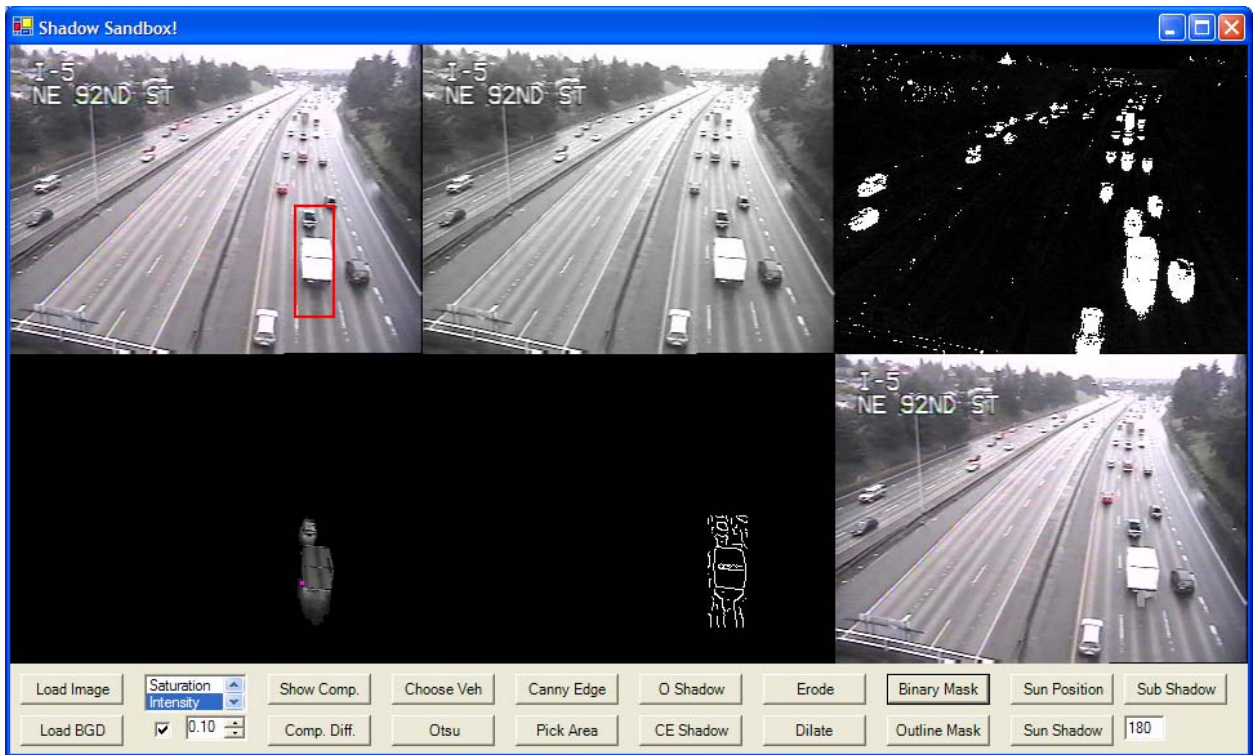 Shadow Sandbox!
I-5
NE 92ND ST
I-5
NE 92ND ST
I-5
NE 92ND ST
Load Image
Saturation
Intensity
Show Comp.
Choose Veh
Canny Edge
O Shadow
Erode
Binary Mask
Sun Position
Sub Shadow
Load BGD
0.10
Comp. Diff.
Otsu
Pick Area
CE Shadow
Dilate
Outline Mask
Sun Shadow
180